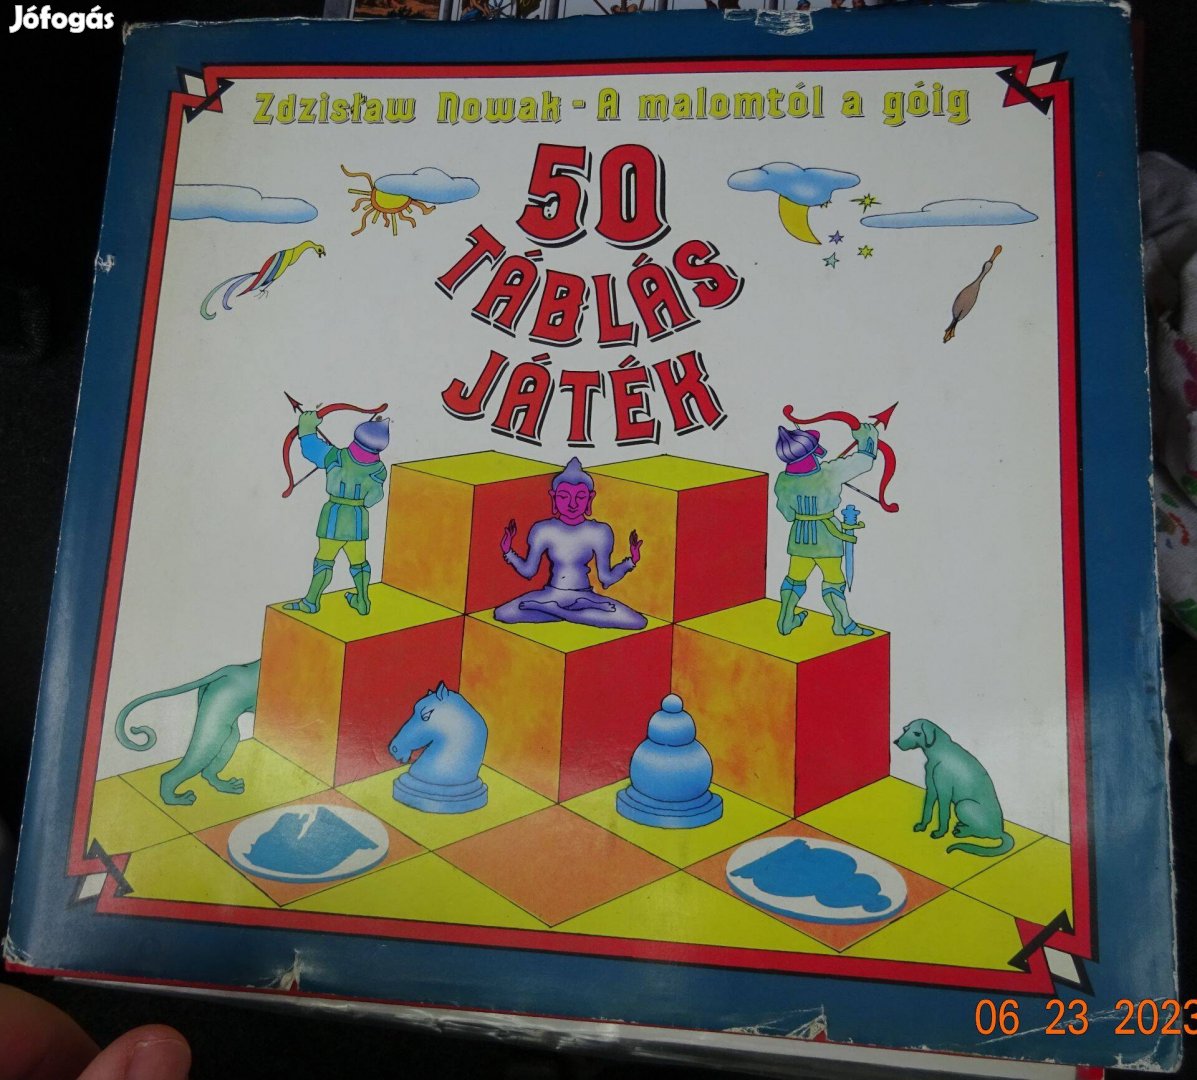 Jófogás
Zdzisław Nowak - A malomtól a góig
50
TÁBLÁS
JÁTÉK
06 23 2023